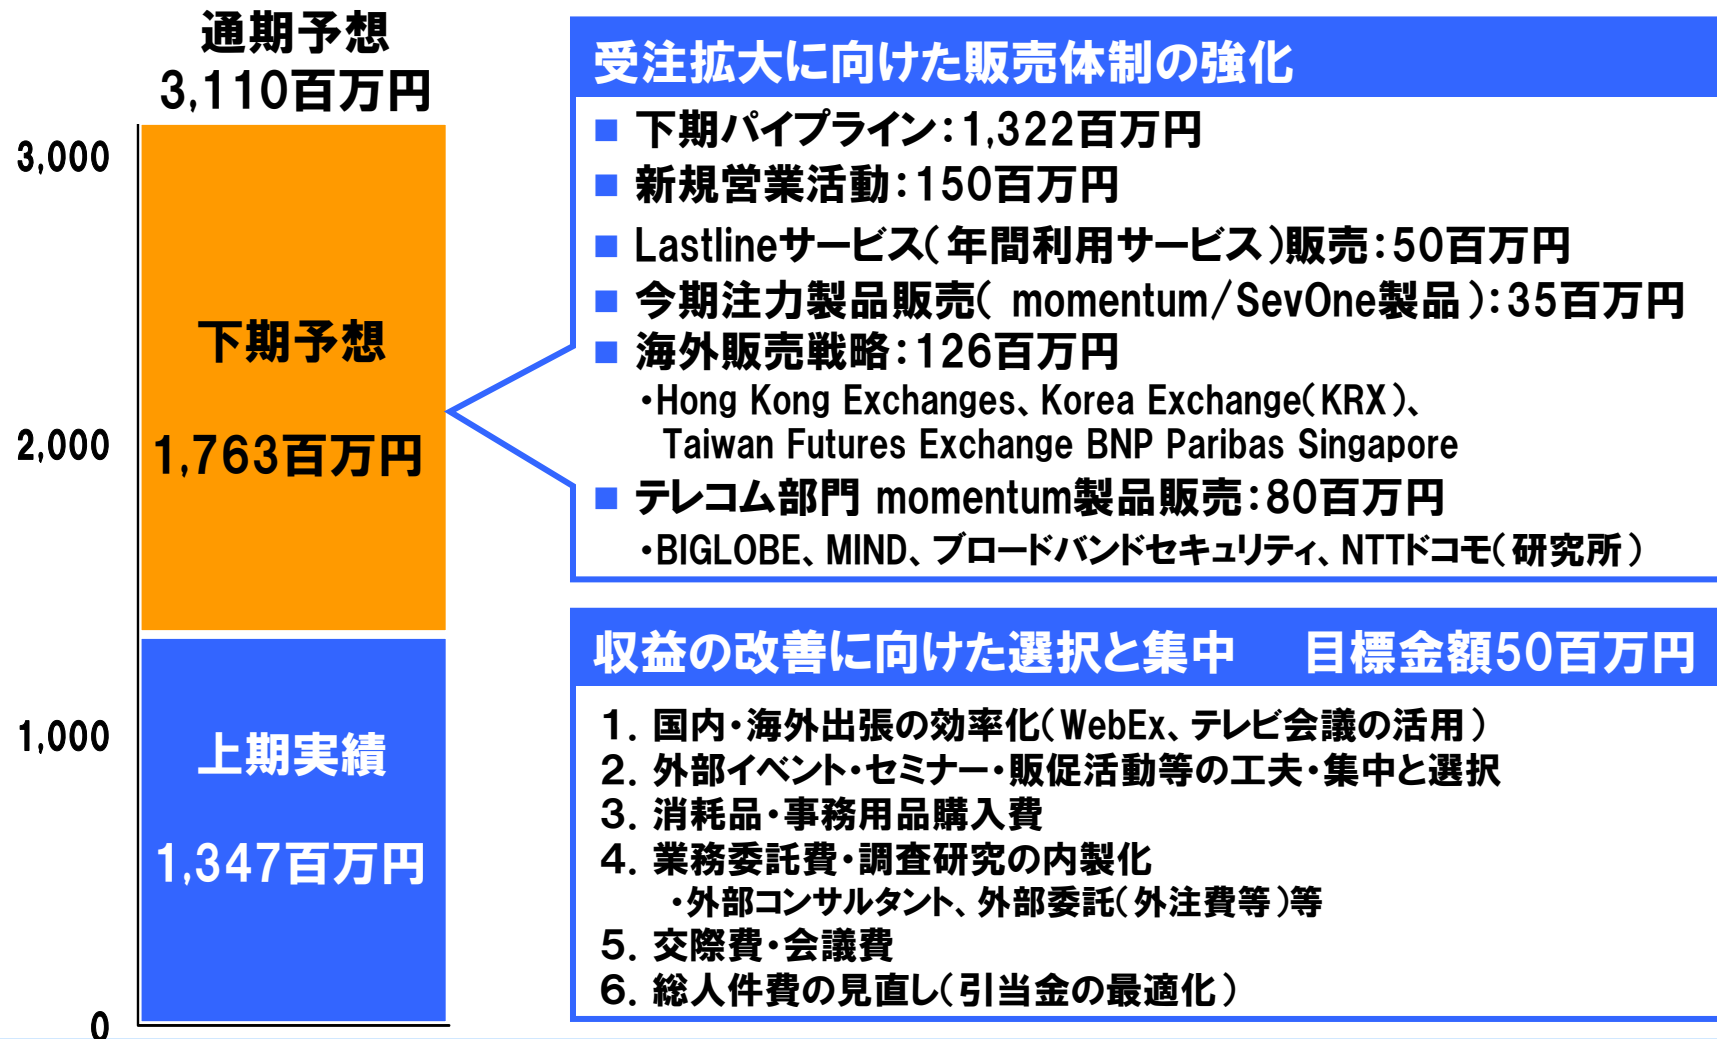 通期予想
3,110百万円
3,000
2,000
1,000
0
下期予想
1,763百万円
上期実績
1,347百万円
受注拡大に向けた販売体制の強化
■ 下期パイプライン：1,322百万円
■ 新規営業活動：150百万円
■ Lastlineサービス（年間利用サービス）販売：50百万円
■ 今期注力製品販売（ momentum/SevOne製品）：35百万円
■ 海外販売戦略：126百万円
・Hong Kong Exchanges、Korea Exchange（KRX）、
Taiwan Futures Exchange BNP Paribas Singapore
■ テレコム部門 momentum製品販売：80百万円
・BIGLOBE、MIND、ブロードバンドセキュリティ、NTTドコモ（研究所）
収益の改善に向けた選択と集中　目標金額50百万円
1. 国内・海外出張の効率化（WebEx、テレビ会議の活用）
2. 外部イベント・セミナー・販促活動等の工夫・集中と選択
3. 消耗品・事務用品購入費
4. 業務委託費・調査研究の内製化
・外部コンサルタント、外部委託（外注費等）等
5. 交際費・会議費
6. 総人件費の見直し（引当金の最適化）